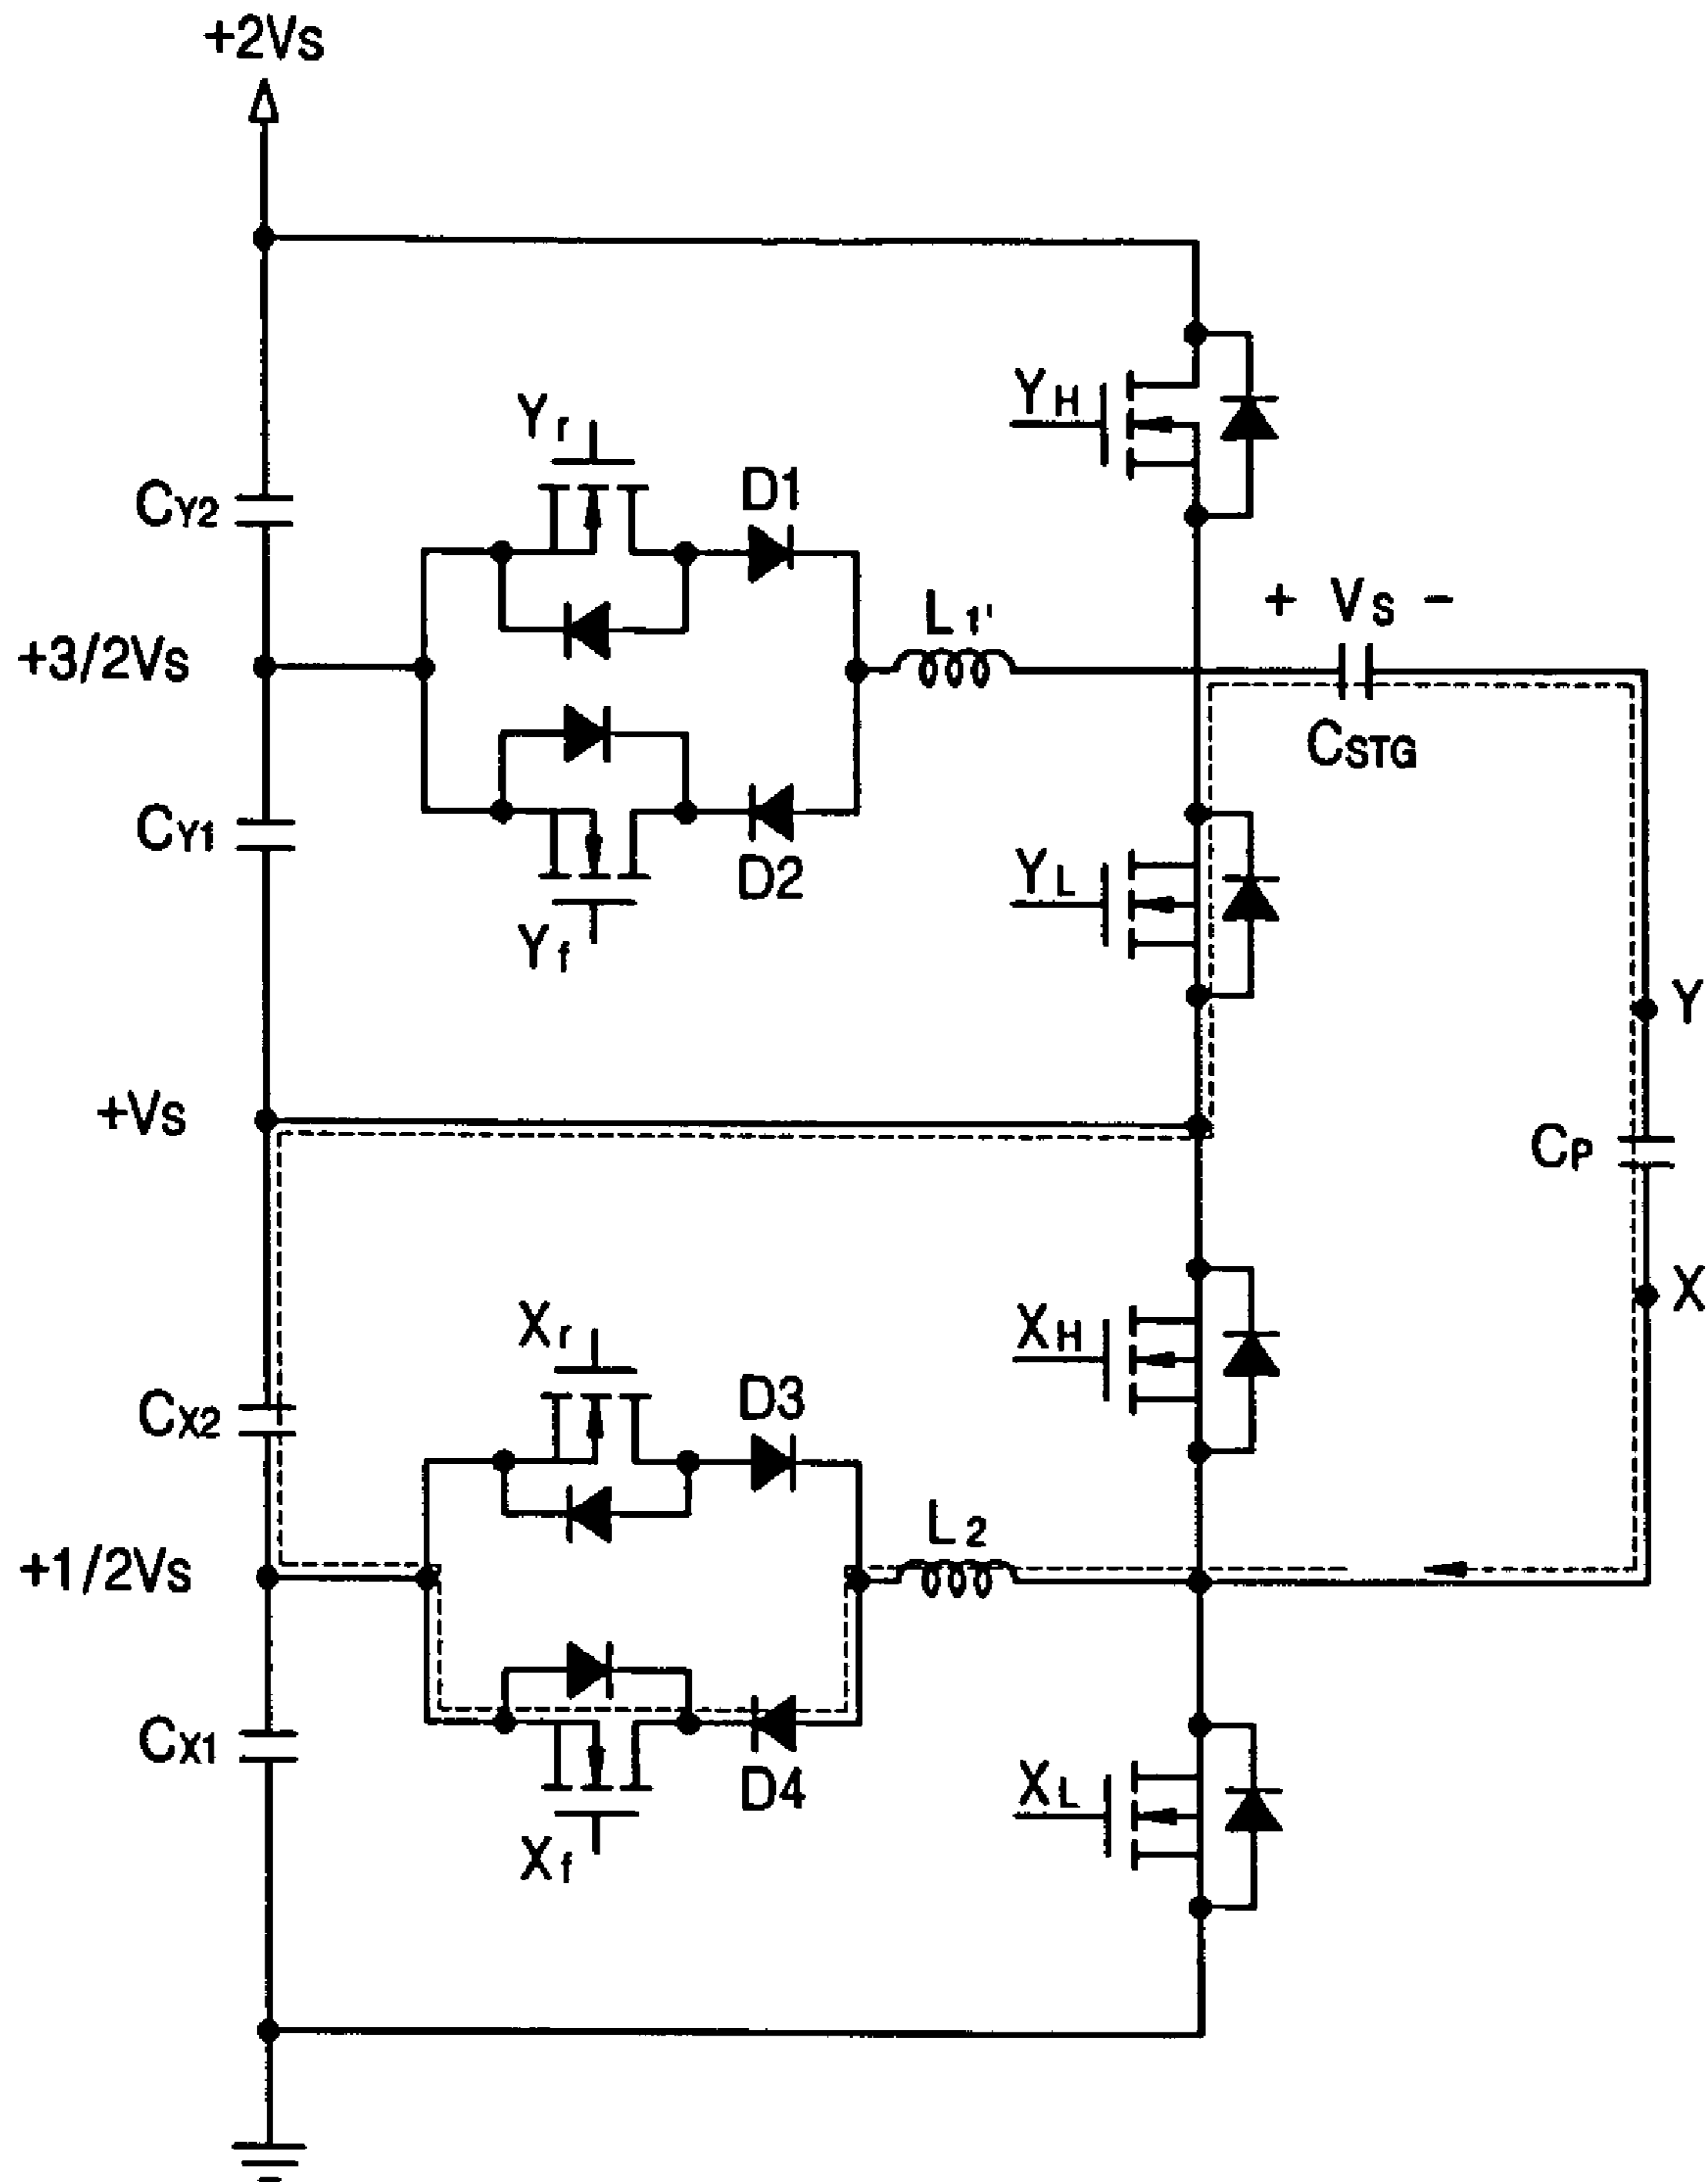 +2Vs
YH
Yr
D1
CY2
+ Vs -
L1'
+3/2Vs
CSTG
CY1
YL
D2
Yf
Y
+Vs
CP
X
Xr
XH
D3
CX2
L2
+1/2Vs
CX1
XL
D4
Xf